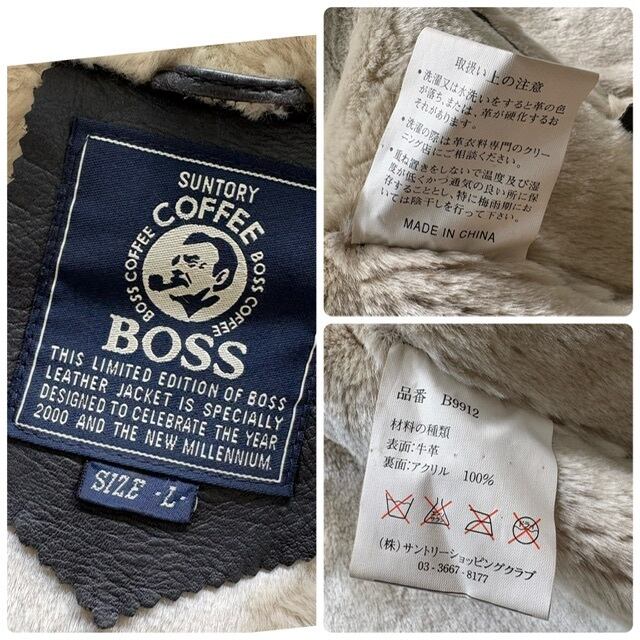 SUNTORY
COFFEE
BOSS COFFEE
BOSS COFFEE
BOSS
THIS LIMITED EDITION OF BOSS
LEATHER JACKET IS SPECIALLY
DESIGNED TO CELEBRATE THE YEAR
2000 AND THE NEW MILLENNIUM.
SIZE -L-
取扱い上の注意
・洗濯又は水洗いをすると革の色
が落ち、または、革が硬化するお
それがあります。
・洗濯の際は革衣料専門のクリー
ニング店にご相談ください。
・重ね置きをしないで温度及び湿
度が低くかつ通気の良い所に保
存することとし、特に梅雨期にお
いては陰干しを行って下さい。
MADE IN CHINA
品番 B9912
材料の種類
表面：牛革
裏面：アクリル 100%
ドライ
(株) サントリーショッピングクラブ
03-3667-8177